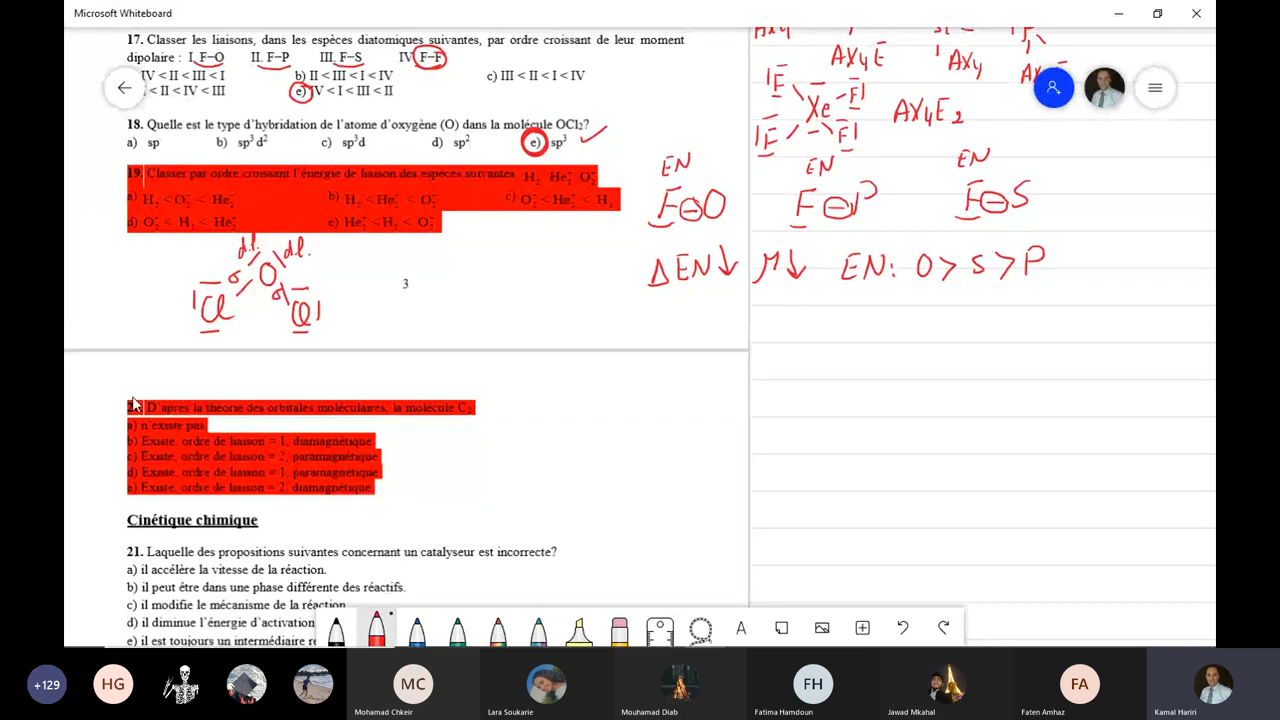 Microsoft Whiteboard
17. Classer les liaisons, dans les espèces diatomiques suivantes, par ordre croissant de leur moment
dipolaire : I. F−O II. F−P III. F−S IV. F−F
IV < II < III < I b) II < III < I < IV c) III < II < I < IV
< II < IV < III e) IV < I < III < II
18. Quelle est le type d'hybridation de l'atome d'oxygène (O) dans la molécule OCl2?
a) sp b) sp3 d2 c) sp3d d) sp2 e) sp3
19. Classer par ordre croissant l'énergie de liaison des espèces suivantes
a) b) c)
d) e)
d.l. d.l.
σ O σ
Cl Cl
3
D'apres la théorie des orbitales moléculaires, la molécule C2
a) n'existe pas.
b) Existe, ordre de liaison = 1, diamagnétique.
c) Existe, ordre de liaison = 2, paramagnétique.
d) Existe, ordre de liaison = 1, paramagnétique.
e) Existe, ordre de liaison = 2, diamagnétique.
Cinétique chimique
21. Laquelle des propositions suivantes concernant un catalyseur est incorrecte?
a) il accélère la vitesse de la réaction.
b) il peut être dans une phase différente des réactifs.
c) il modifie le mécanisme de la réaction
d) il diminue l'énergie d'activation
e) il est toujours un intermédiaire
AX4E AX4
F Xe F AX4E2
F F
EN EN EN
F⊖O F⊖P F⊖S
ΔEN↓ μ↓ EN: O > S > P
A
+129 HG MC FH FA
Mohamad Chkeir Lara Soukarie Mouhamad Diab Fatima Hamdoun Jawad Mkahal Faten Amhaz Kamal Hariri